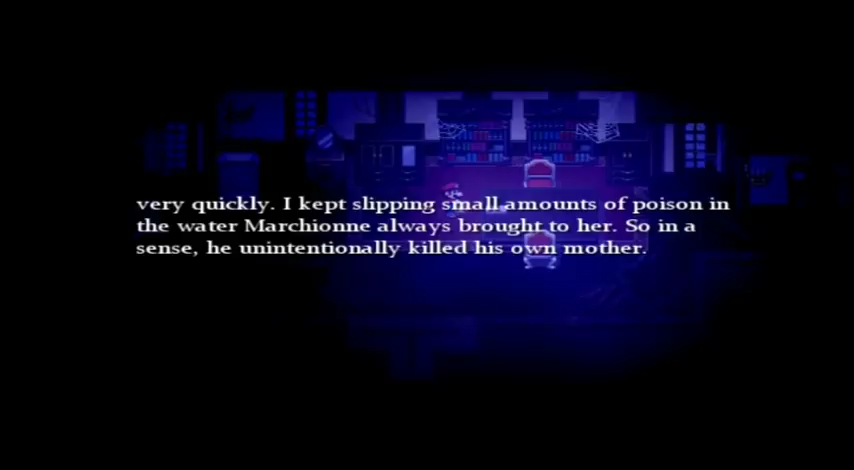 very quickly. I kept slipping small amounts of poison in
the water Marchionne always brought to her. So in a
sense, he unintentionally killed his own mother.